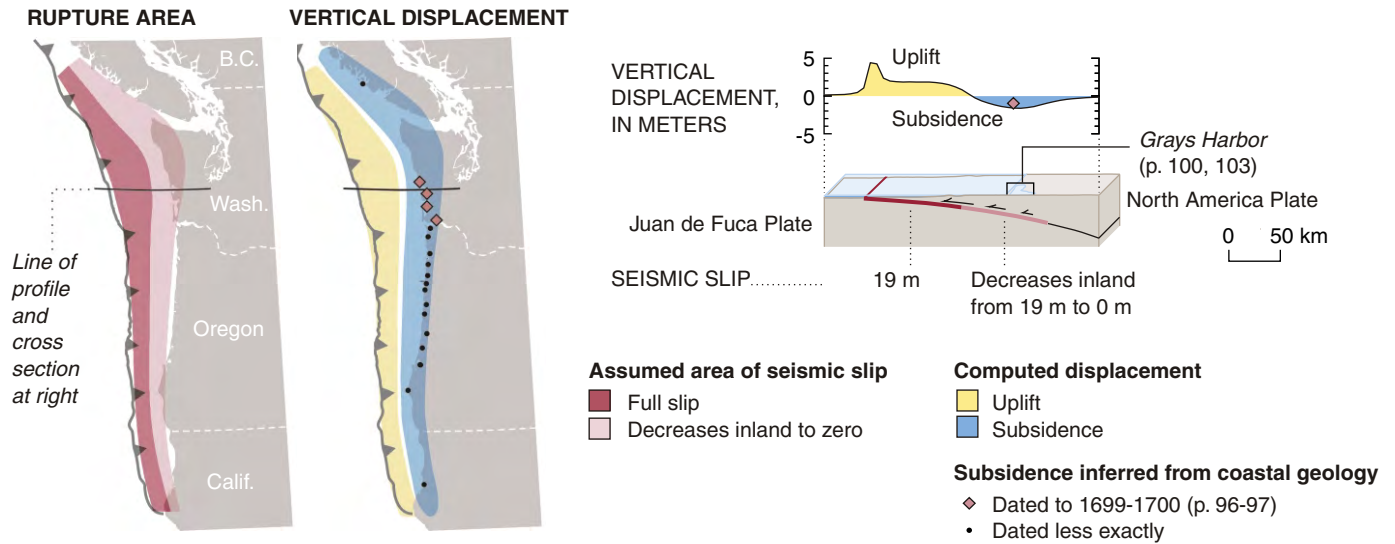 RUPTURE AREA
VERTICAL DISPLACEMENT
B.C.
Wash.
Oregon
Calif.
Line of
profile
and
cross
section
at right
VERTICAL
DISPLACEMENT,
IN METERS
5
0
-5
Uplift
Subsidence
Grays Harbor
(p. 100, 103)
North America Plate
Juan de Fuca Plate
0 50 km
SEISMIC SLIP..............
19 m
Decreases inland
from 19 m to 0 m
Assumed area of seismic slip
Full slip
Decreases inland to zero
Computed displacement
Uplift
Subsidence
Subsidence inferred from coastal geology
Dated to 1699-1700 (p. 96-97)
Dated less exactly